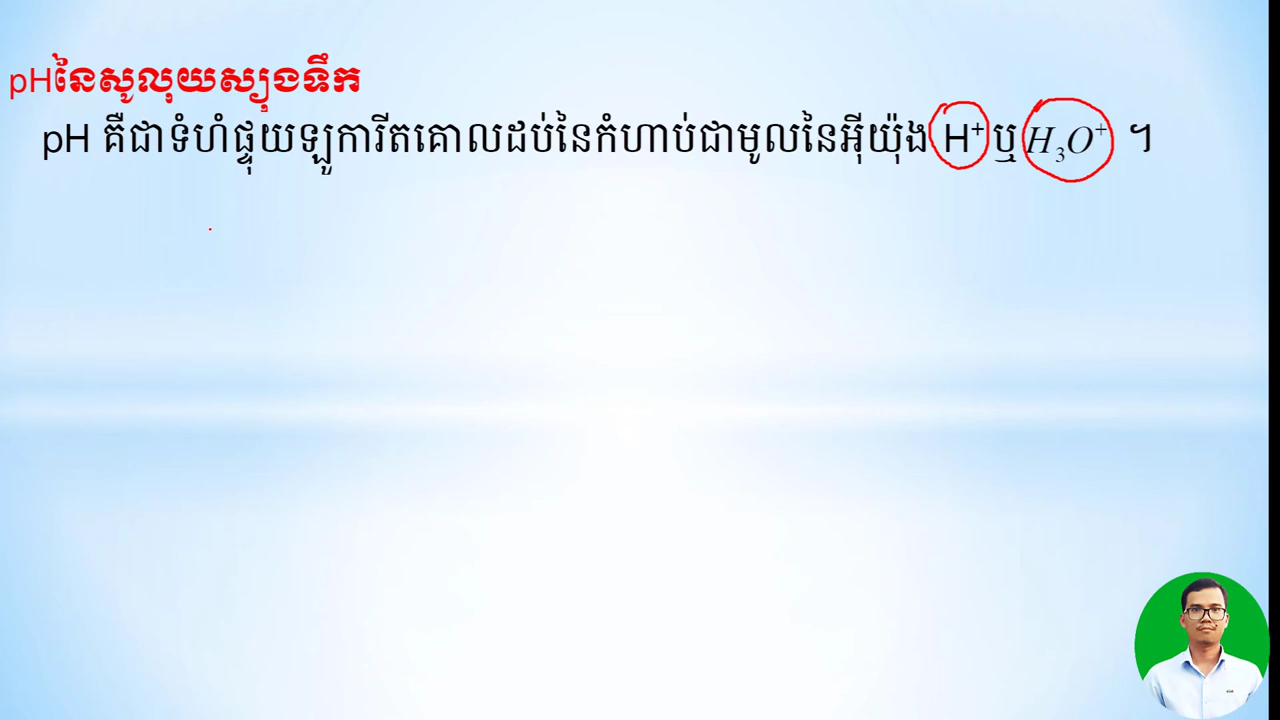 pHនៃសូលុយស្យុងទឹក
pH គឺជាទំហំផ្ទុយឡូការីតគោលដប់នៃកំហាប់ជាមូលនៃអ៊ីយ៉ុង H⁺ ឬ H₃O⁺ ។